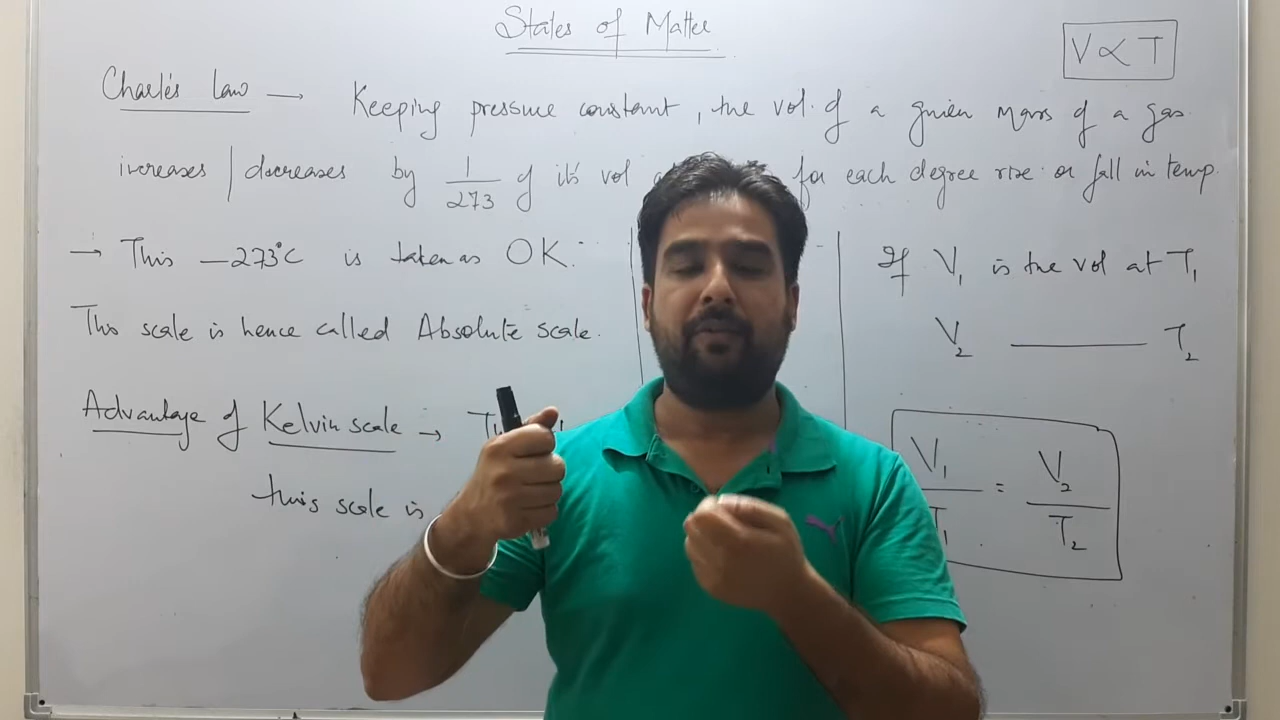 States of Matter
V ∝ T
Charle's Law → Keeping pressure constant, the vol. of a given mass of a gas
increases / decreases by 1/273 of it's vol for each degree rise or fall in temp.
→ This -273°C is taken as 0K.
This scale is hence called Absolute scale.
Advantage of Kelvin scale →
this scale is
If V₁ is the vol at T₁
V₂ ——— T₂
V₁/T₁ = V₂/T₂